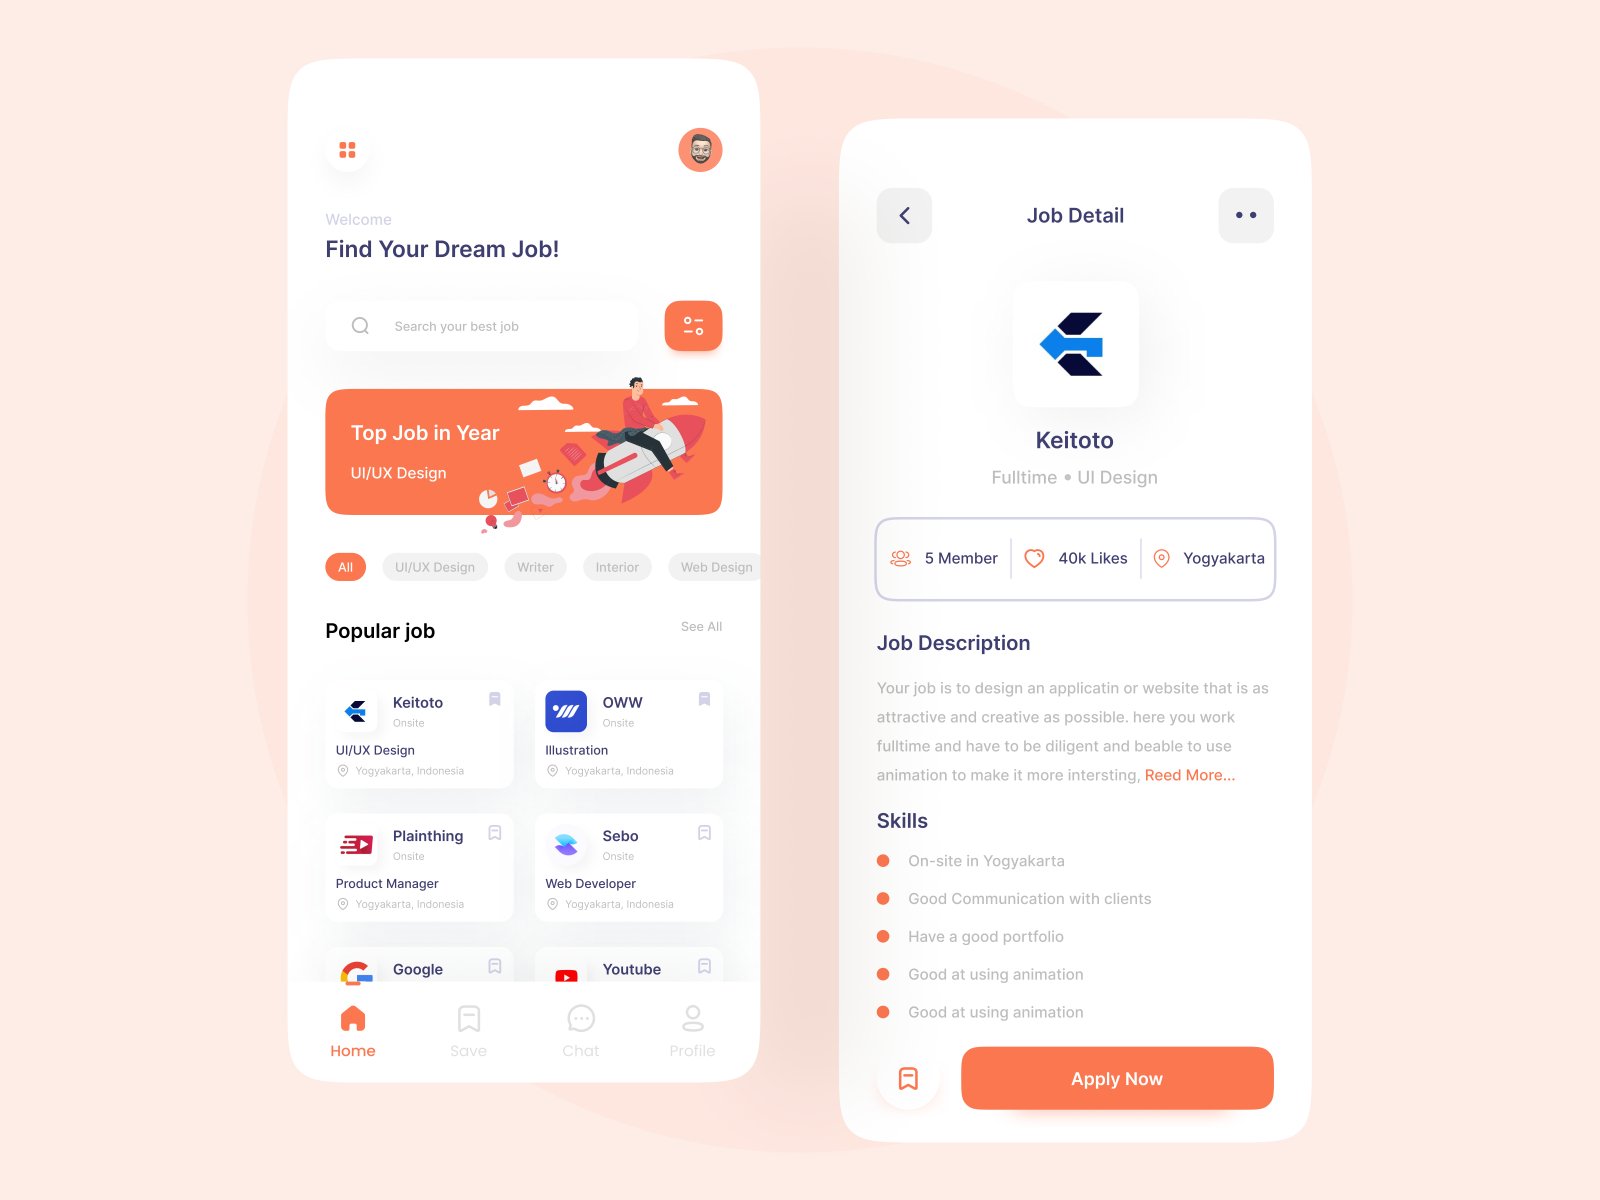 Welcome
Find Your Dream Job!
Search your best job
Top Job in Year
UI/UX Design
All
UI/UX Design
Writer
Interior
Web Design
Popular job
See All
Keitoto
Onsite
UI/UX Design
Yogyakarta, Indonesia
OWW
Onsite
Illustration
Yogyakarta, Indonesia
Plainthing
Onsite
Product Manager
Yogyakarta, Indonesia
Sebo
Onsite
Web Developer
Yogyakarta, Indonesia
Google
Youtube
Home
Save
Chat
Profile
Job Detail
Keitoto
Fulltime • UI Design
5 Member
40k Likes
Yogyakarta
Job Description
Your job is to design an applicatin or website that is as
attractive and creative as possible. here you work
fulltime and have to be diligent and beable to use
animation to make it more intersting, Reed More...
Skills
On-site in Yogyakarta
Good Communication with clients
Have a good portfolio
Good at using animation
Good at using animation
Apply Now